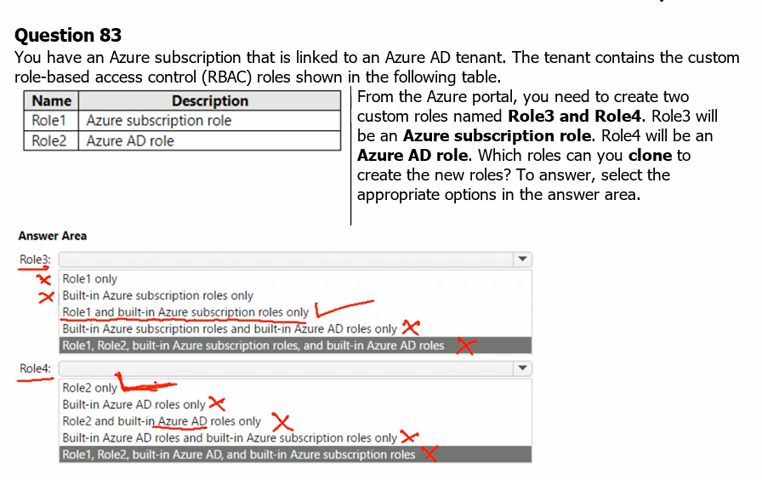 Question 83
You have an Azure subscription that is linked to an Azure AD tenant. The tenant contains the custom
role-based access control (RBAC) roles shown in the following table.
Name Description
Role1 Azure subscription role
Role2 Azure AD role
From the Azure portal, you need to create two
custom roles named Role3 and Role4. Role3 will
be an Azure subscription role. Role4 will be an
Azure AD role. Which roles can you clone to
create the new roles? To answer, select the
appropriate options in the answer area.
Answer Area
Role3:
Role1 only
Built-in Azure subscription roles only
Role1 and built-in Azure subscription roles only
Built-in Azure subscription roles and built-in Azure AD roles only
Role1, Role2, built-in Azure subscription roles, and built-in Azure AD roles
Role4:
Role2 only
Built-in Azure AD roles only
Role2 and built-in Azure AD roles only
Built-in Azure AD roles and built-in Azure subscription roles only
Role1, Role2, built-in Azure AD, and built-in Azure subscription roles